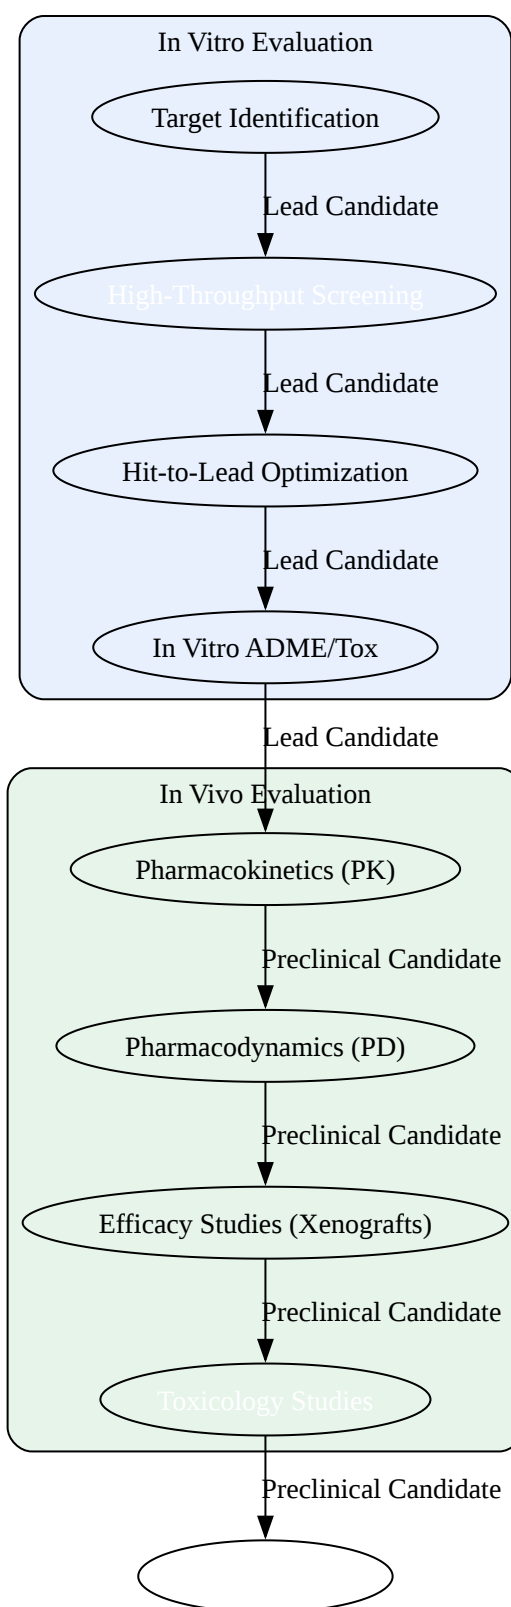 In Vitro Evaluation
Target Identification
Lead Candidate
High-Throughput Screening
Lead Candidate
Hit-to-Lead Optimization
Lead Candidate
In Vitro ADME/Tox
Lead Candidate
In Vivo Evaluation
Pharmacokinetics (PK)
Preclinical Candidate
Pharmacodynamics (PD)
Preclinical Candidate
Efficacy Studies (Xenografts)
Preclinical Candidate
Toxicology Studies
Preclinical Candidate